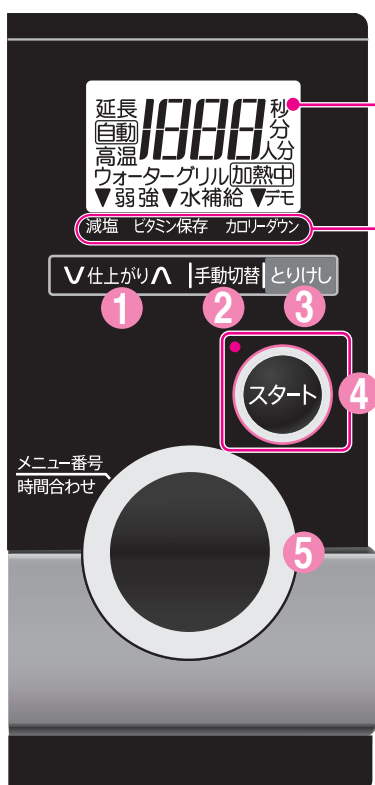 延長 1888 秒
自動 分
高温 人分
ウォーターグリル 加熱中
▼弱 強▼水補給 ▼デモ
減塩 ビタミン保存 カロリーダウン
∨仕上がり∧ 手動切替 とりけし
1 2 3
スタート 4
メニュー番号
時間合わせ
5